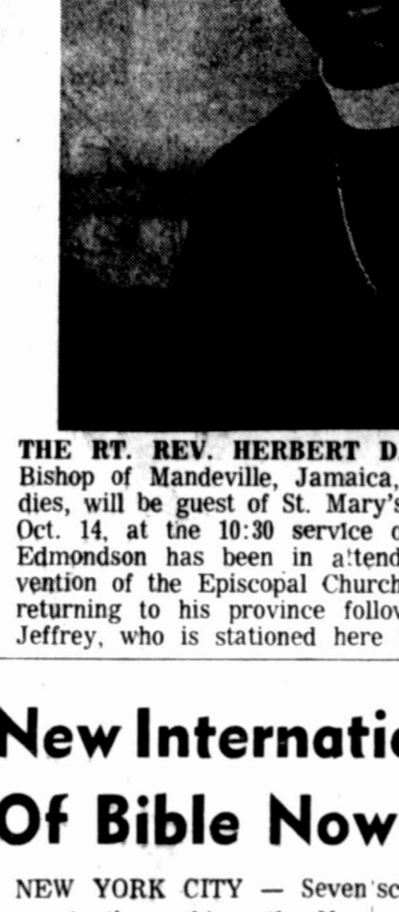 THE RT. REV. HERBERT D.
Bishop of Mandeville, Jamaica,
dies, will be guest of St. Mary's
Oct. 14, at the 10:30 service
Edmondson has been in attend
vention of the Episcopal Church
returning to his province follow
Jeffrey, who is stationed here
New Internatio
Of Bible Now
NEW YORK CITY — Seven sc